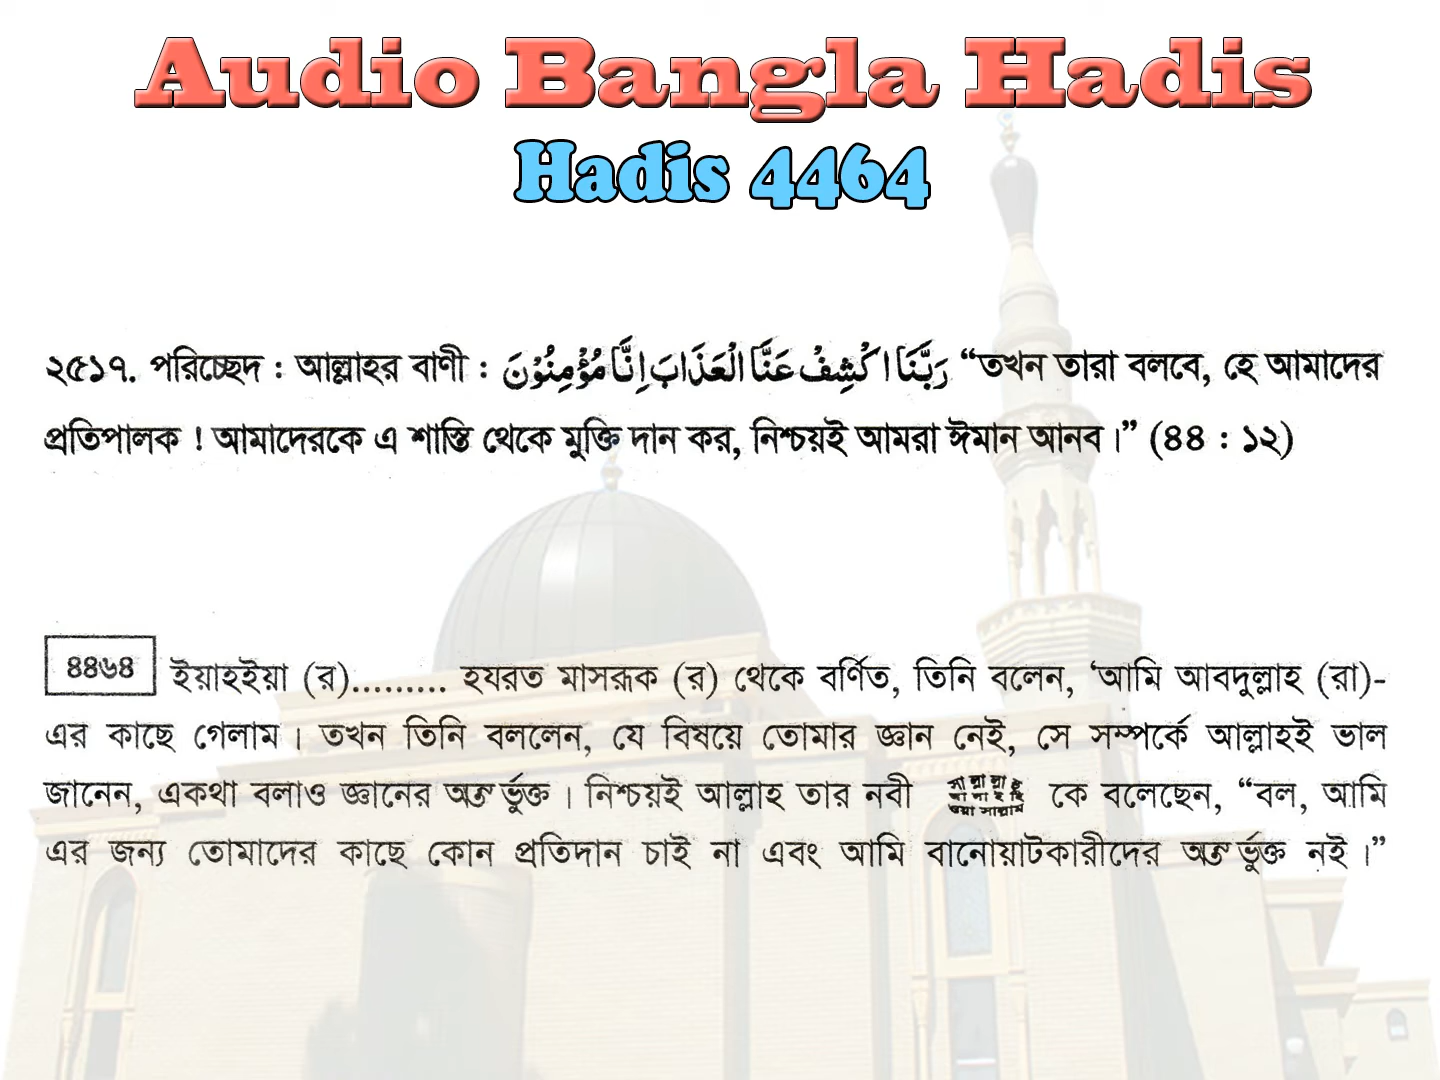 Audio Bangla Hadis
Hadis 4464
২৫১৭. পরিচ্ছেদ : আল্লাহর বাণী : رَبَّنَا اكْشِفْ عَنَّا الْعَذَابَ اِنَّا مُؤْمِنُوْنَ “তখন তারা বলবে, হে আমাদের
প্রতিপালক ! আমাদেরকে এ শাস্তি থেকে মুক্তি দান কর, নিশ্চয়ই আমরা ঈমান আনব।” (৪৪ : ১২)
৪৪৬৪ ইয়াহইয়া (র)......... হযরত মাসরূক (র) থেকে বর্ণিত, তিনি বলেন, ‘আমি আবদুল্লাহ (রা)-
এর কাছে গেলাম। তখন তিনি বললেন, যে বিষয়ে তোমার জ্ঞান নেই, সে সম্পর্কে আল্লাহই ভাল
জানেন, একথা বলাও জ্ঞানের অন্তর্ভুক্ত। নিশ্চয়ই আল্লাহ তার নবী সাল্লাল্লাহু আলাইহি ওয়া সাল্লাম কে বলেছেন, “বল, আমি
এর জন্য তোমাদের কাছে কোন প্রতিদান চাই না এবং আমি বানোয়াটকারীদের অন্তর্ভুক্ত নই।”